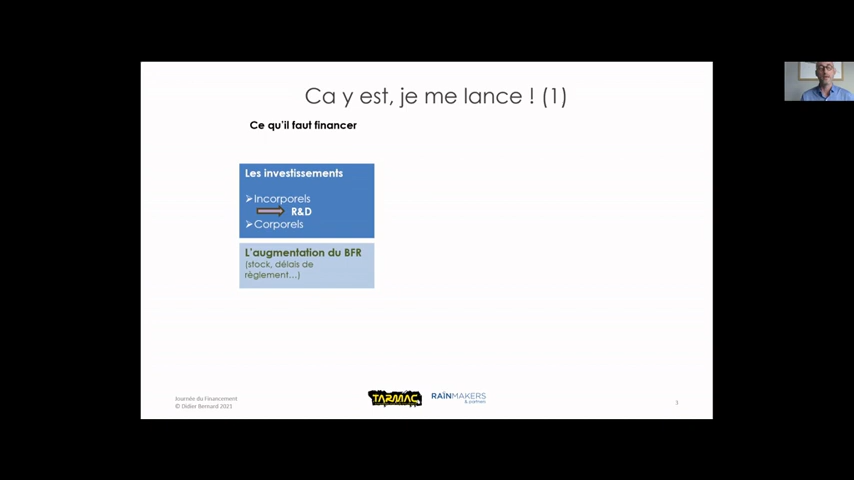 Ca y est, je me lance ! (1)
Ce qu'il faut financer
Les investissements
➢Incorporels
R&D
➢Corporels
L'augmentation du BFR
(stock, délais de
règlement...)
Journée du Financement
© Didier Bernard 2023
TARMAC
RAINMAKERS
& partners
3